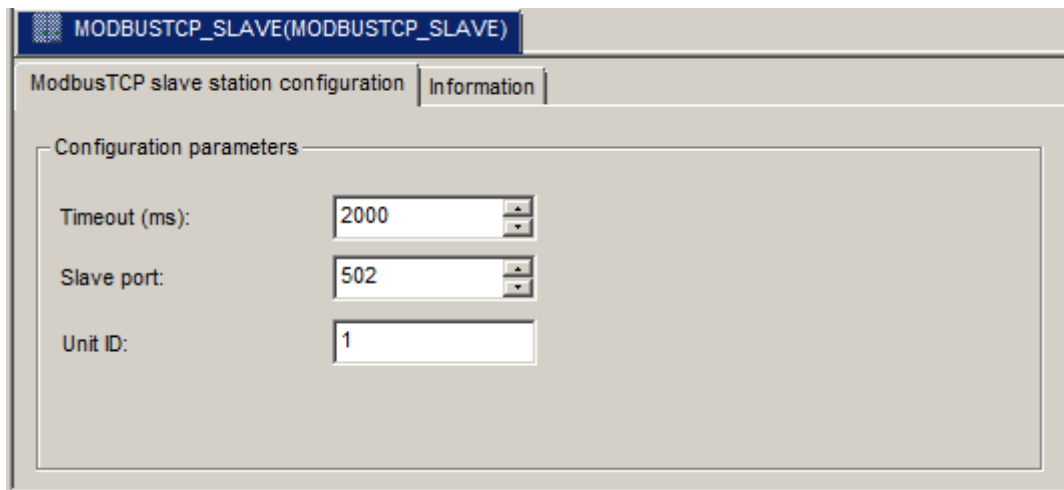 MODBUSTCP_SLAVE(MODBUSTCP_SLAVE)
ModbusTCP slave station configuration Information
Configuration parameters
Timeout (ms): 2000
Slave port: 502
Unit ID: 1